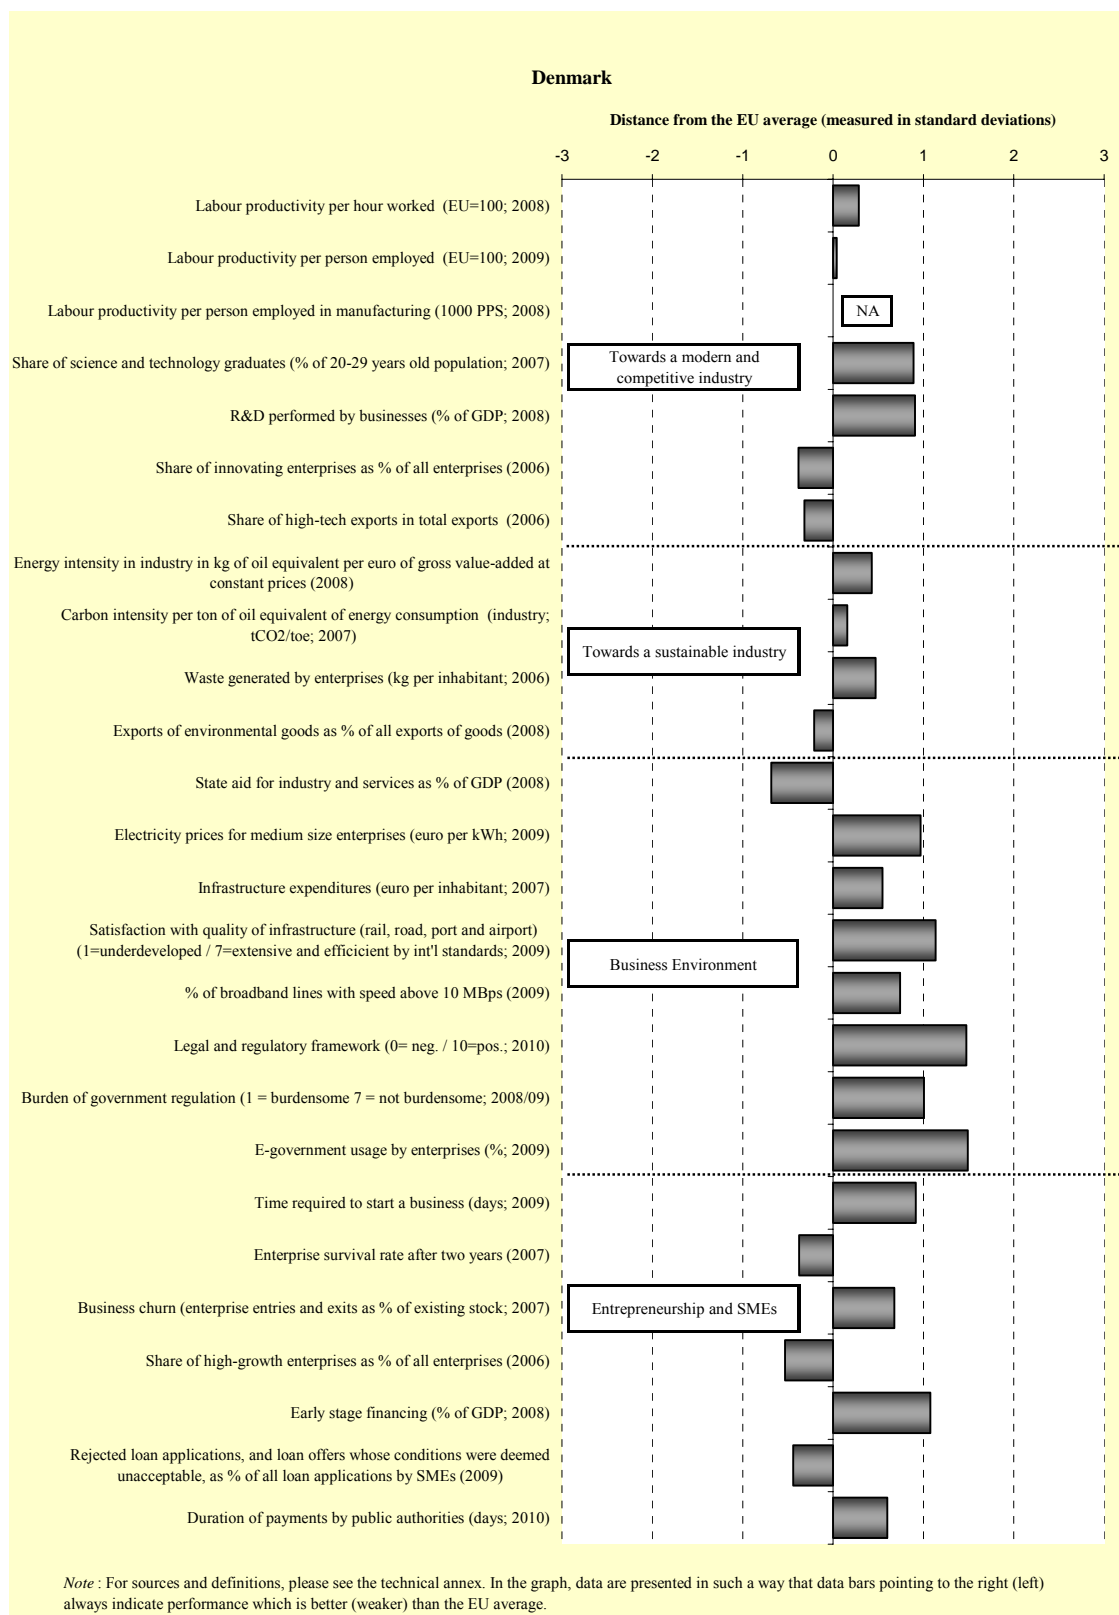 Denmark
Distance from the EU average (measured in standard deviations)
-3 -2 -1 0 1 2 3
Labour productivity per hour worked (EU=100; 2008)
Labour productivity per person employed (EU=100; 2009)
Labour productivity per person employed in manufacturing (1000 PPS; 2008)
NA
Share of science and technology graduates (% of 20-29 years old population; 2007)
Towards a modern and
competitive industry
R&D performed by businesses (% of GDP; 2008)
Share of innovating enterprises as % of all enterprises (2006)
Share of high-tech exports in total exports (2006)
Energy intensity in industry in kg of oil equivalent per euro of gross value-added at
constant prices (2008)
Carbon intensity per ton of oil equivalent of energy consumption (industry;
tCO2/toe; 2007)
Towards a sustainable industry
Waste generated by enterprises (kg per inhabitant; 2006)
Exports of environmental goods as % of all exports of goods (2008)
State aid for industry and services as % of GDP (2008)
Electricity prices for medium size enterprises (euro per kWh; 2009)
Infrastructure expenditures (euro per inhabitant; 2007)
Satisfaction with quality of infrastructure (rail, road, port and airport)
(1=underdeveloped / 7=extensive and efficicient by int'l standards; 2009)
Business Environment
% of broadband lines with speed above 10 MBps (2009)
Legal and regulatory framework (0= neg. / 10=pos.; 2010)
Burden of government regulation (1 = burdensome 7 = not burdensome; 2008/09)
E-government usage by enterprises (%; 2009)
Time required to start a business (days; 2009)
Enterprise survival rate after two years (2007)
Business churn (enterprise entries and exits as % of existing stock; 2007)
Entrepreneurship and SMEs
Share of high-growth enterprises as % of all enterprises (2006)
Early stage financing (% of GDP; 2008)
Rejected loan applications, and loan offers whose conditions were deemed
unacceptable, as % of all loan applications by SMEs (2009)
Duration of payments by public authorities (days; 2010)
Note : For sources and definitions, please see the technical annex. In the graph, data are presented in such a way that data bars pointing to the right (left)
always indicate performance which is better (weaker) than the EU average.